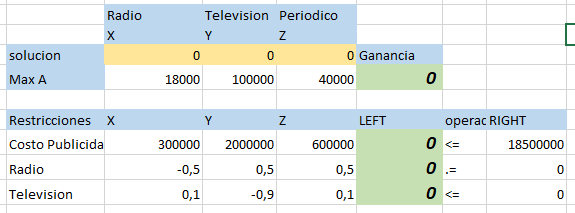 Radio Television Periodico
X Y Z
solucion 0 0 0 Ganancia
Max A 18000 100000 40000 0
Restricciones X Y Z LEFT operac RIGHT
Costo Publicida 300000 2000000 600000 0 <= 18500000
Radio -0,5 0,5 0,5 0 .= 0
Television 0,1 -0,9 0,1 0 <= 0